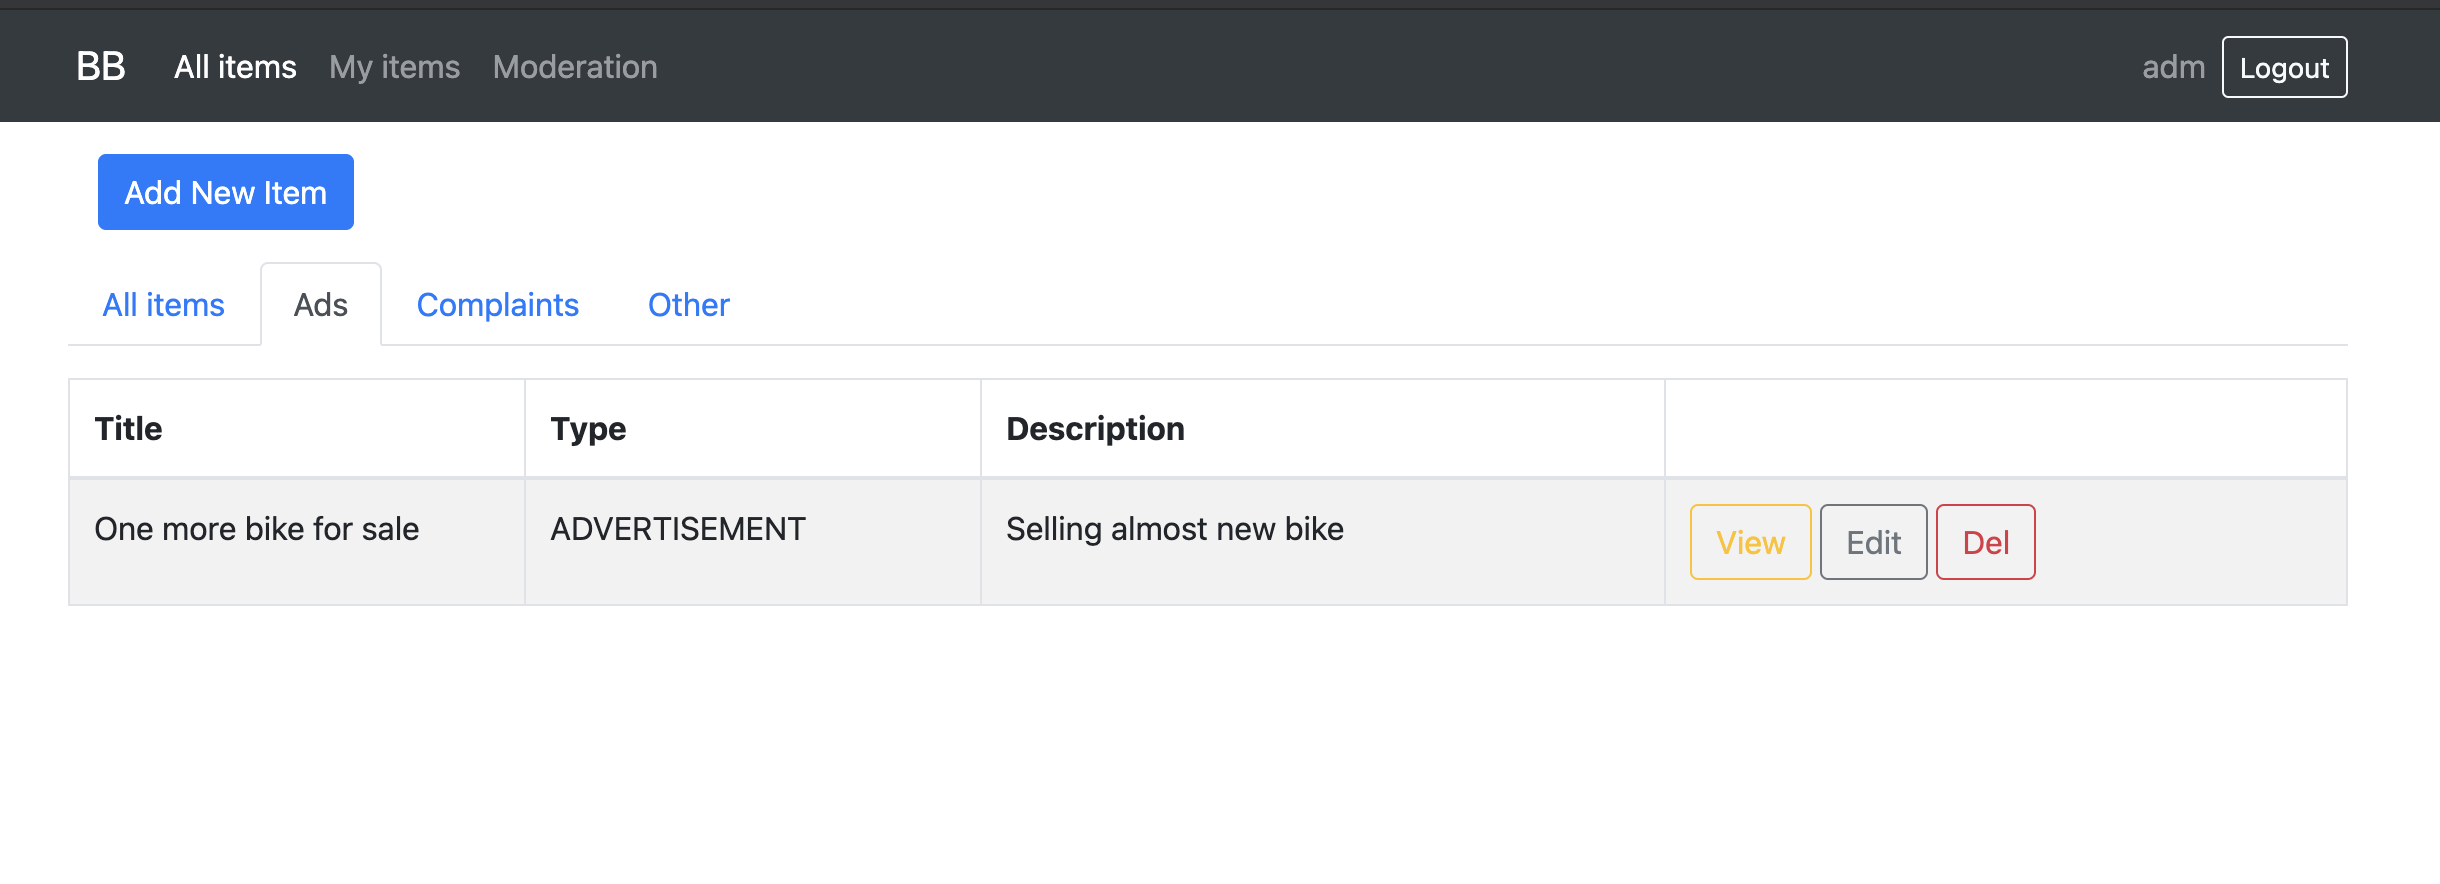 BB All items My items Moderation adm Logout
Add New Item
All items Ads Complaints Other
Title Type Description
One more bike for sale ADVERTISEMENT Selling almost new bike View Edit Del